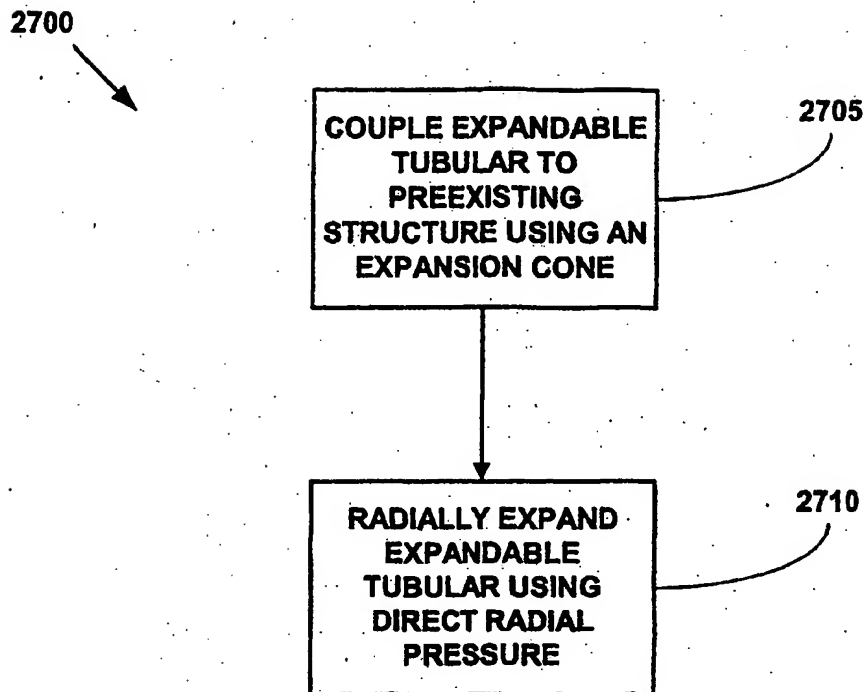 2700
COUPLE EXPANDABLE
TUBULAR TO
PREEXISTING
STRUCTURE USING AN
EXPANSION CONE
2705
RADIALLY EXPAND
EXPANDABLE
TUBULAR USING
DIRECT RADIAL
PRESSURE
2710